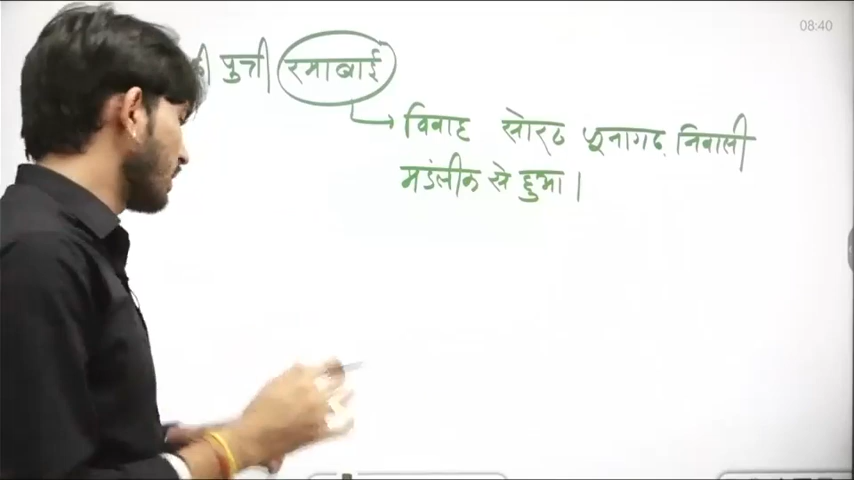 08:40
की पुत्री रमाबाई
विवाह सोरठ जूनागढ़ निवासी
मंडलीक से हुआ।